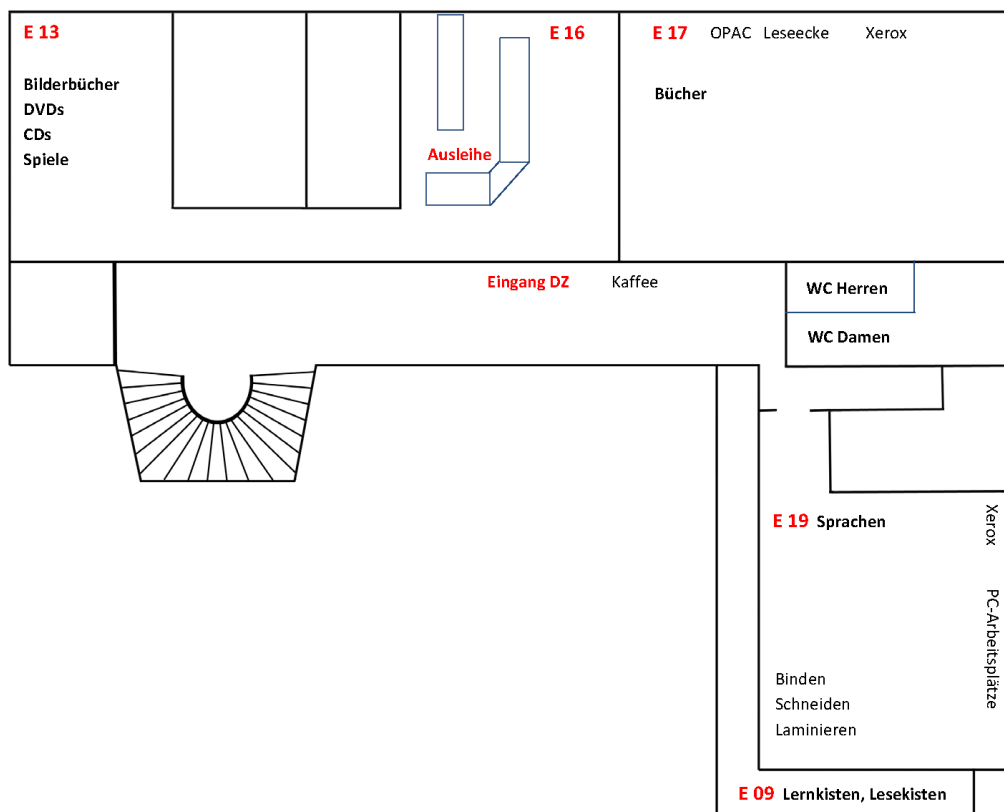 E 13
Bilderbücher
DVDs
CDs
Spiele
E 16
Ausleihe
E 17 OPAC Leseecke Xerox
Bücher
Eingang DZ Kaffee
WC Herren
WC Damen
E 19 Sprachen
Xerox
PC-Arbeitsplätze
Binden
Schneiden
Laminieren
E 09 Lernkisten, Lesekisten